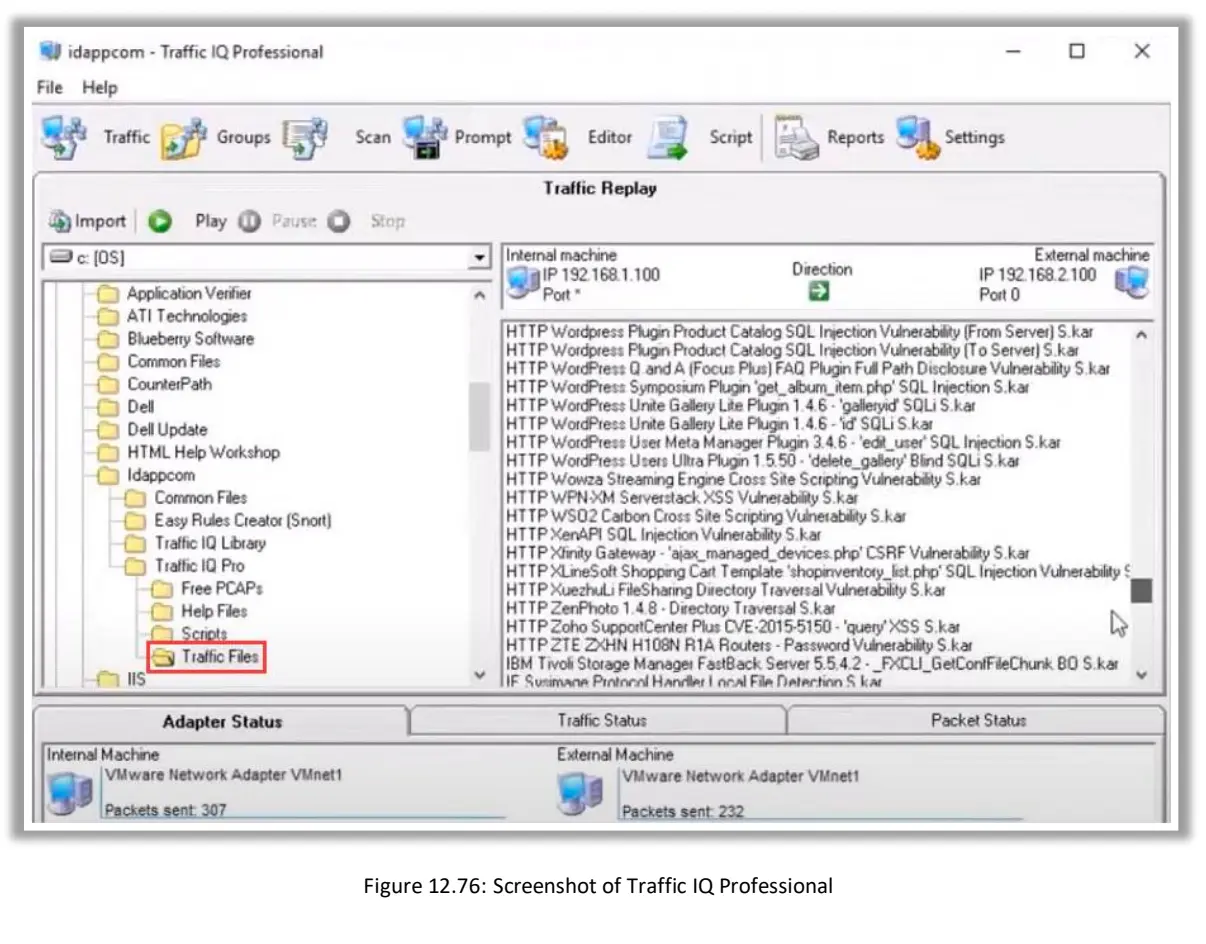 idappcom - Traffic IQ Professional
File Help
Traffic Groups Scan Prompt Editor Script Reports Settings
Traffic Replay
Import Play Pause Stop
c: [OS]
Application Verifier
ATI Technologies
Blueberry Software
Common Files
CounterPath
Dell
Dell Update
HTML Help Workshop
Idappcom
Common Files
Easy Rules Creator (Snort)
Traffic IQ Library
Traffic IQ Pro
Free PCAPs
Help Files
Scripts
Traffic Files
IIS
Internal machine
IP 192.168.1.100
Port *
Direction
External machine
IP 192.168.2.100
Port 0
HTTP Wordpress Plugin Product Catalog SQL Injection Vulnerability (From Server) S.kar
HTTP Wordpress Plugin Product Catalog SQL Injection Vulnerability (To Server) S.kar
HTTP WordPress Q and A (Focus Plus) FAQ Plugin Full Path Disclosure Vulnerability S.kar
HTTP WordPress Symposium Plugin 'get_album_item.php' SQL Injection S.kar
HTTP WordPress Unite Gallery Lite Plugin 1.4.6 - 'galleryid' SQLi S.kar
HTTP WordPress Unite Gallery Lite Plugin 1.4.6 - 'id' SQLi S.kar
HTTP WordPress User Meta Manager Plugin 3.4.6 - 'edit_user' SQL Injection S.kar
HTTP WordPress Users Ultra Plugin 1.5.50 - 'delete_gallery' Blind SQLi S.kar
HTTP Wowza Streaming Engine Cross Site Scripting Vulnerability S.kar
HTTP WPN-XM Serverstack XSS Vulnerability S.kar
HTTP WSO2 Carbon Cross Site Scripting Vulnerability S.kar
HTTP XenAPI SQL Injection Vulnerability S.kar
HTTP Xfinity Gateway - 'ajax_managed_devices.php' CSRF Vulnerability S.kar
HTTP XLineSoft Shopping Cart Template 'shopinventory_list.php' SQL Injection Vulnerability S
HTTP XuezhuLi FileSharing Directory Traversal Vulnerability S.kar
HTTP ZenPhoto 1.4.8 - Directory Traversal S.kar
HTTP Zoho SupportCenter Plus CVE-2015-5150 - 'query' XSS S.kar
HTTP ZTE ZXHN H108N R1A Routers - Password Vulnerability S.kar
IBM Tivoli Storage Manager FastBack Server 5.5.4.2 - _FXCLI_GetConfFileChunk BO S.kar
IE Sysimage Protocol Handler Local File Detection S.kar
Adapter Status
Traffic Status
Packet Status
Internal Machine
VMware Network Adapter VMnet1
Packets sent: 307
External Machine
VMware Network Adapter VMnet1
Packets sent: 232
Figure 12.76: Screenshot of Traffic IQ Professional